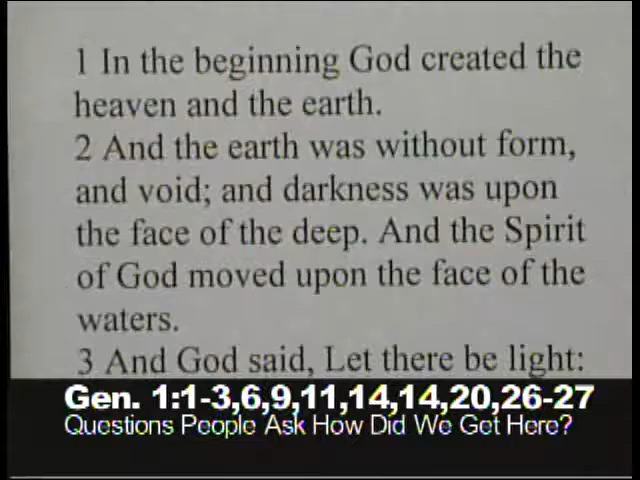 1 In the beginning God created the
heaven and the earth.
2 And the earth was without form,
and void; and darkness was upon
the face of the deep. And the Spirit
of God moved upon the face of the
waters.
3 And God said, Let there be light:
Gen. 1:1-3,6,9,11,14,14,20,26-27
Questions People Ask How Did We Get Here?